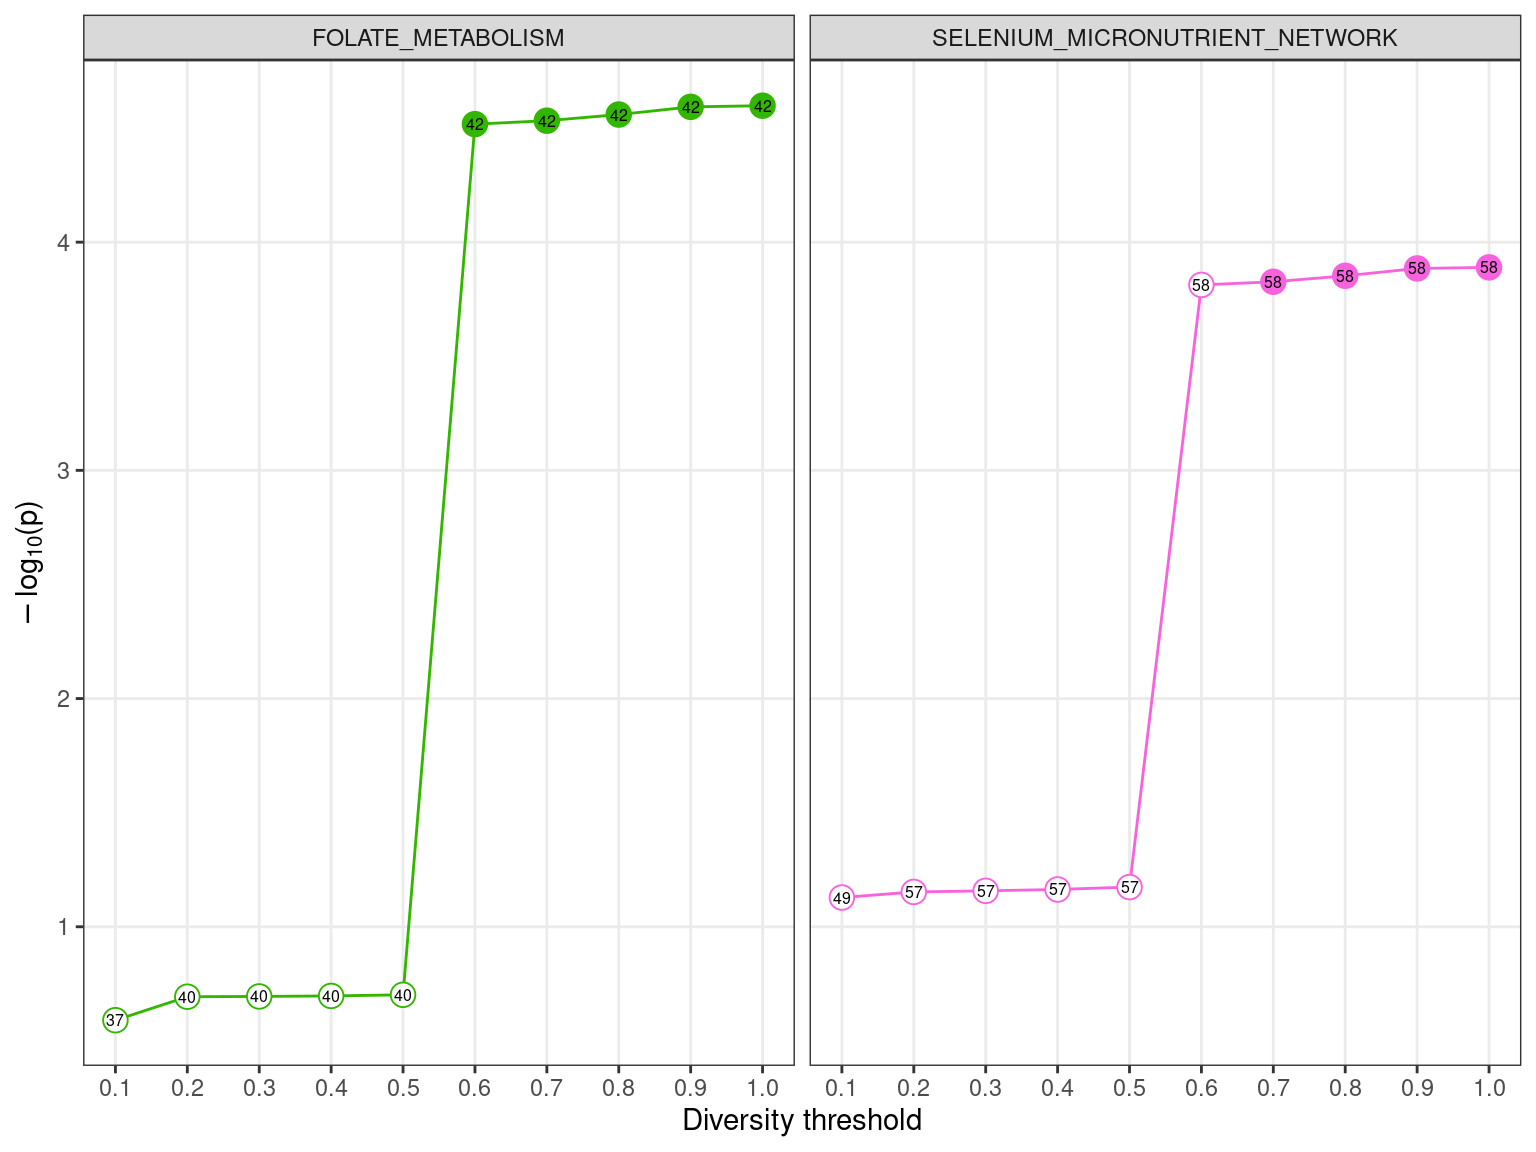 FOLATE_METABOLISM
SELENIUM_MICRONUTRIENT_NETWORK
42 42 42 42 42
4
58 58 58 58 58
3
− log10(p)
2
49 57 57 57 57
1
37 40 40 40 40
0.1 0.2 0.3 0.4 0.5 0.6 0.7 0.8 0.9 1.0
0.1 0.2 0.3 0.4 0.5 0.6 0.7 0.8 0.9 1.0
Diversity threshold